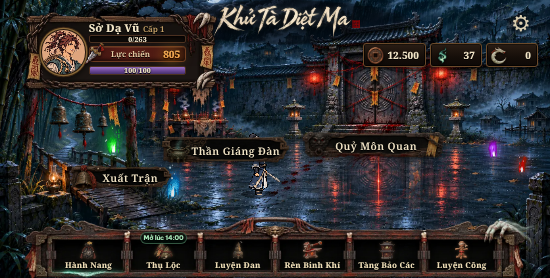 Khử Tà Diệt Ma
Sở Dạ Vũ Cấp 1
0/263
Lực chiến 805
100/100
12.500
37
0
Thần Giáng Đàn
Quỷ Môn Quan
Xuất Trận
Mở lúc 14:00
Hành Nang
Thụ Lộc
Luyện Đan
Rèn Binh Khí
Tàng Bảo Các
Luyện Công